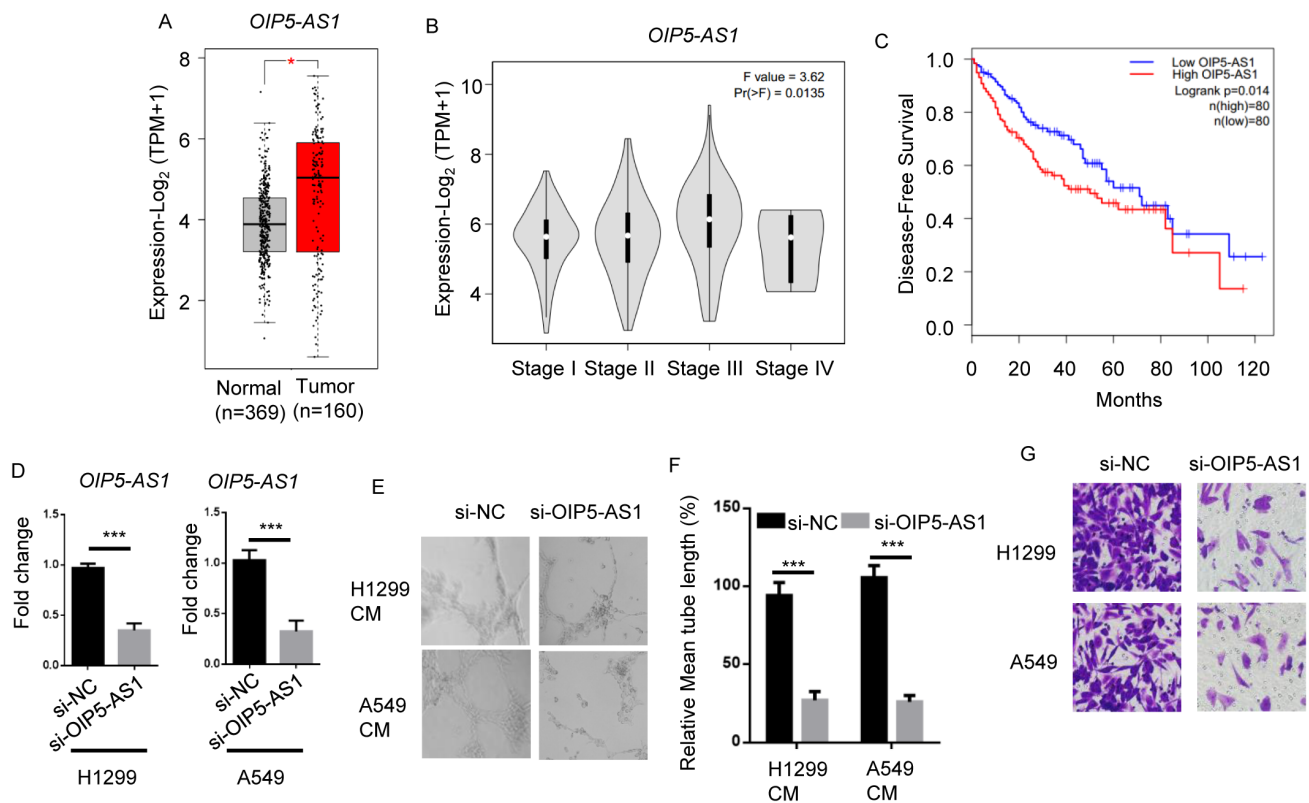 A
OIP5-AS1
Expression-Log2 (TPM+1)
8
6
4
2
*
Normal
(n=369)
Tumor
(n=160)
B
OIP5-AS1
F value = 3.62
Pr(>F) = 0.0135
Expression-Log2 (TPM+1)
10
8
6
4
Stage I
Stage II
Stage III
Stage IV
C
Low OIP5-AS1
High OIP5-AS1
Logrank p=0.014
n(high)=80
n(low)=80
Disease-Free Survival
1.0
0.8
0.6
0.4
0.2
0.0
0
20
40
60
80
100
120
Months
D
OIP5-AS1
Fold change
1.5
1.0
0.5
0.0
***
si-NC
si-OIP5-AS1
H1299
OIP5-AS1
Fold change
1.5
1.0
0.5
0.0
***
si-NC
si-OIP5-AS1
A549
E
si-NC
si-OIP5-AS1
H1299
CM
A549
CM
F
Relative Mean tube length (%)
150
100
50
0
si-NC
si-OIP5-AS1
***
***
H1299
CM
A549
CM
G
si-NC
si-OIP5-AS1
H1299
A549